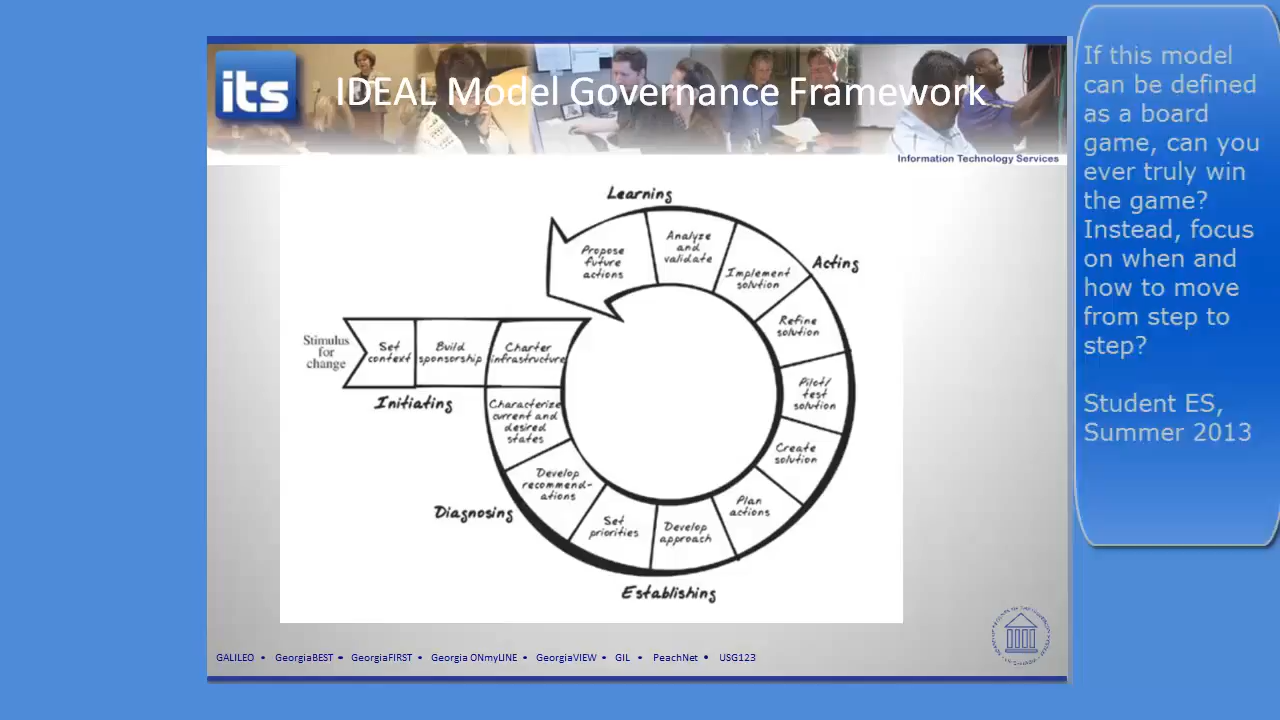 its
IDEAL Model Governance Framework
Information Technology Services
If this model
can be defined
as a board
game, can you
ever truly win
the game?
Instead, focus
on when and
how to move
from step to
step?
Student ES,
Summer 2013
Stimulus
for
change
Set
context
Build
sponsorship
Charter
infrastructure
Initiating
Characterize
current and
desired
states
Develop
recommend-
ations
Diagnosing
Set
priorities
Develop
approach
Plan
actions
Establishing
Create
solution
Pilot/
test
solution
Refine
solution
Implement
solution
Acting
Analyze
and
validate
Propose
future
actions
Learning
GALILEO • GeorgiaBEST • GeorgiaFIRST • Georgia ONmyLINE • GeorgiaVIEW • GIL • PeachNet • USG123